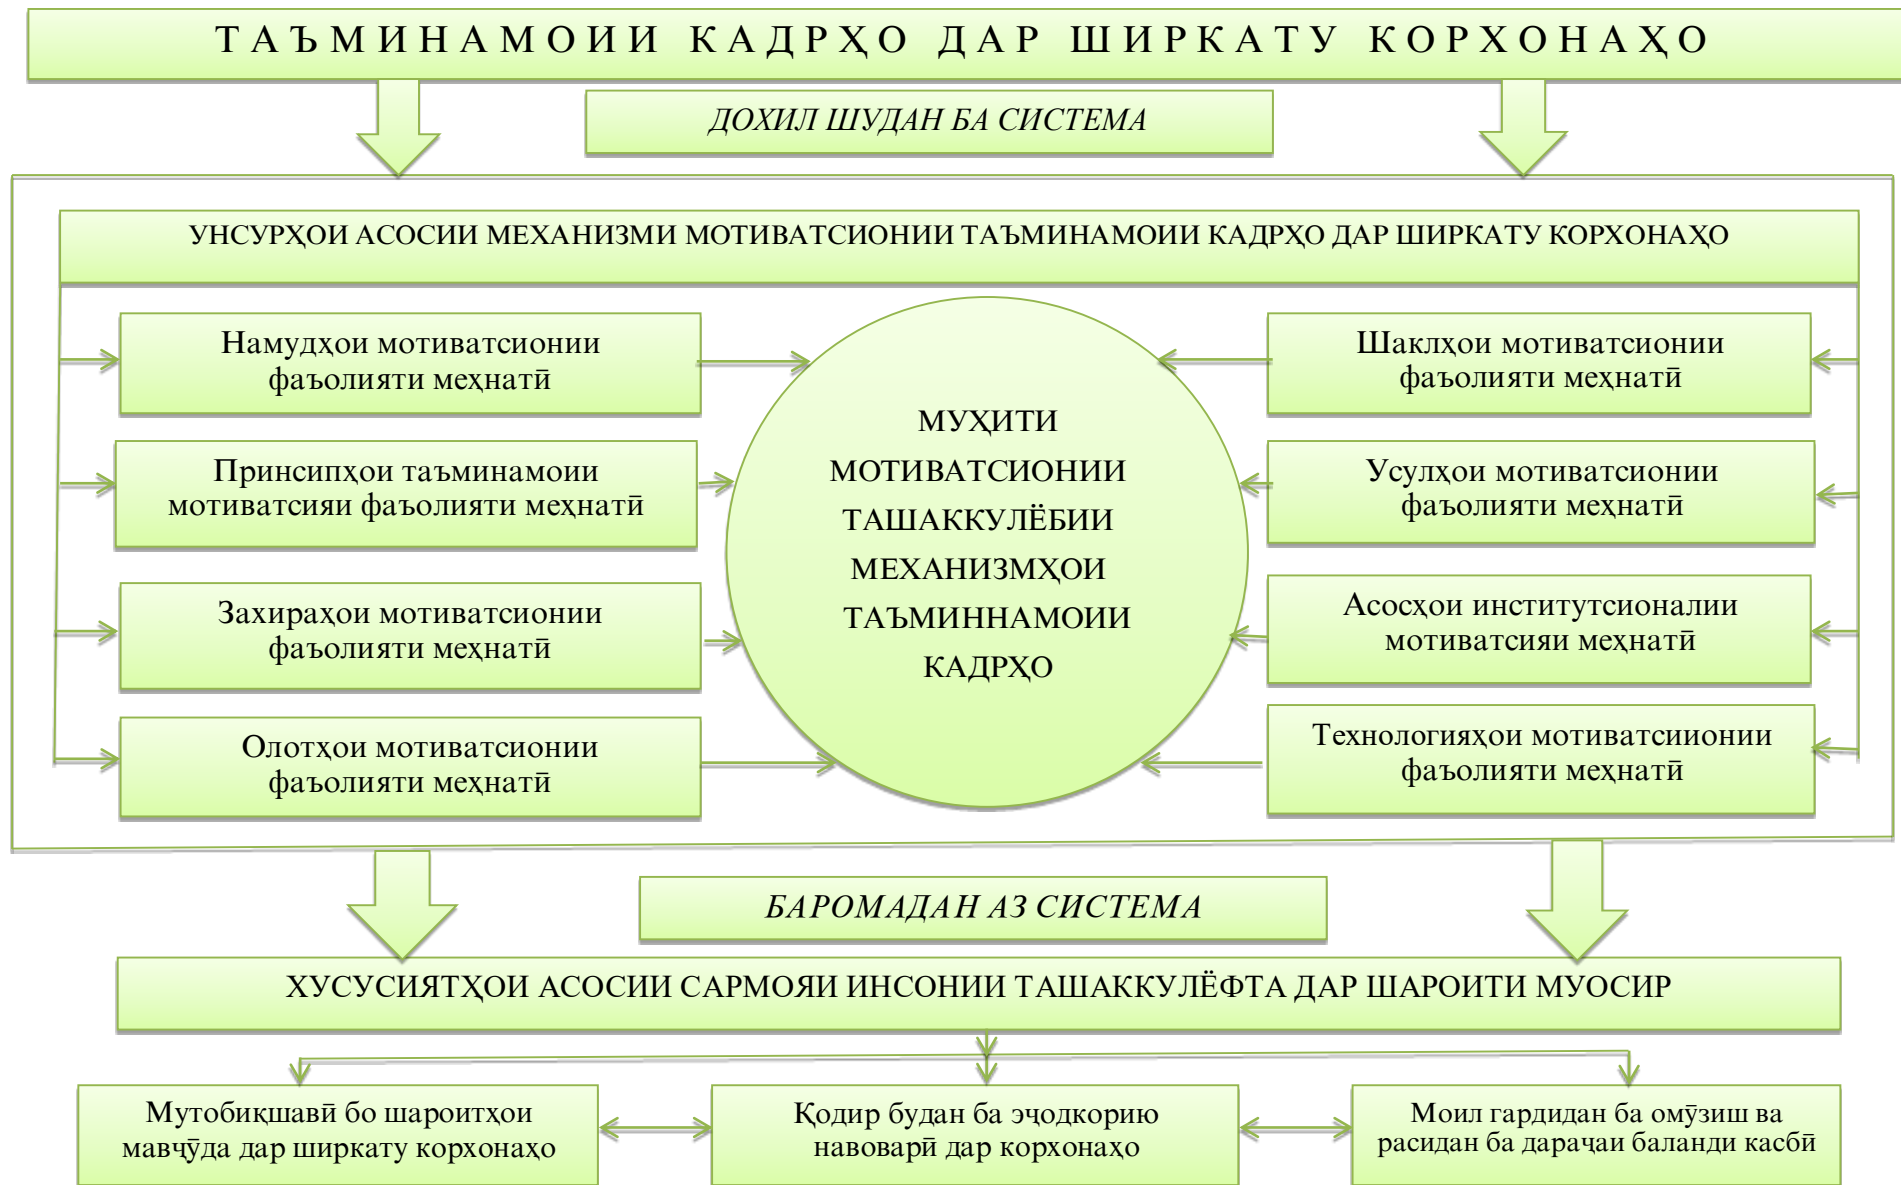 ТАЪМИНАМОИИ КАДРҲО ДАР ШИРКАТУ КОРХОНАҲО
ДОХИЛ ШУДАН БА СИСТЕМА
УНСУРҲОИ АСОСИИ МЕХАНИЗМИ МОТИВАТСИОНИИ ТАЪМИНАМОИИ КАДРҲО ДАР ШИРКАТУ КОРХОНАҲО
Намудҳои мотиватсионии
фаъолияти меҳнатӣ
Принсипҳои таъминамоии
мотиватсияи фаъолияти меҳнатӣ
Захираҳои мотиватсионии
фаъолияти меҳнатӣ
Олотҳои мотиватсионии
фаъолияти меҳнатӣ
МУҲИТИ
МОТИВАТСИОНИИ
ТАШАККУЛЁБИИ
МЕХАНИЗМҲОИ
ТАЪМИННАМОИИ
КАДРҲО
Шаклҳои мотиватсионии
фаъолияти меҳнатӣ
Усулҳои мотиватсионии
фаъолияти меҳнатӣ
Асосҳои институтсионалии
мотиватсияи меҳнатӣ
Технологияҳои мотиватсиионии
фаъолияти меҳнатӣ
БАРОМАДАН АЗ СИСТЕМА
ХУСУСИЯТҲОИ АСОСИИ САРМОЯИ ИНСОНИИ ТАШАККУЛЁФТА ДАР ШАРОИТИ МУОСИР
Мутобиқшавӣ бо шароитҳои
мавҷуда дар ширкату корхонаҳо
Қодир будан ба эҷодкорию
навоварӣ дар корхонаҳо
Моил гардидан ба омӯзиш ва
расидан ба дараҷаи баланди касбӣ